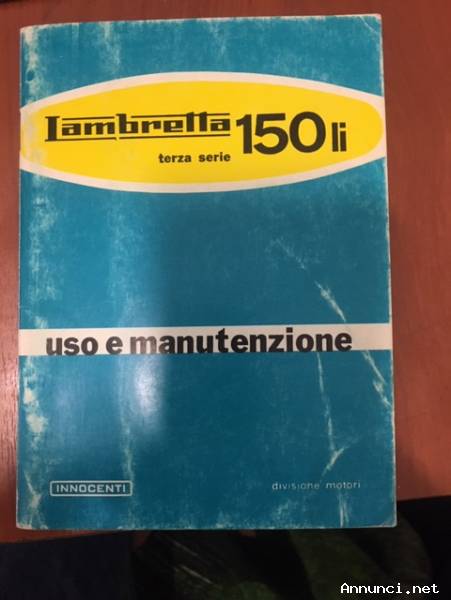 Lambretta 150 li
terza serie
uso e manutenzione
INNOCENTI
divisione motori
Annunci.net